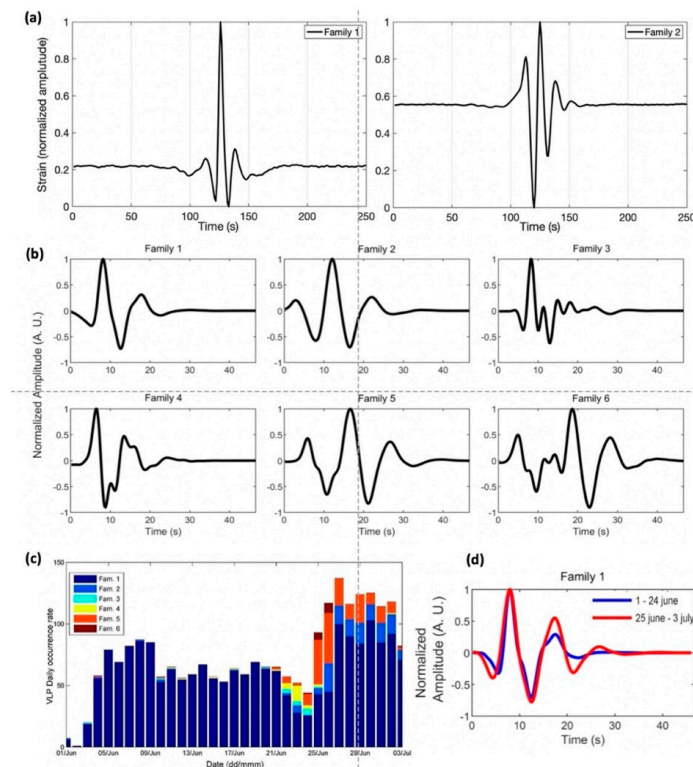 (a)
Strain (normalized amplutude)
1
0.8
0.6
0.4
0.2
0
0 50 100 150 200 250
Time (s)
Family 1
1
0.8
0.6
0.4
0.2
0
0 50 100 150 200 250
Time (s)
Family 2
(b)
Normalized Amplitude (A. U.)
Family 1
1
0.5
0
-0.5
-1
0 10 20 30 40
Family 2
1
0.5
0
-0.5
-1
0 10 20 30 40
Family 3
1
0.5
0
-0.5
-1
0 10 20 30 40
Family 4
1
0.5
0
-0.5
-1
0 10 20 30 40
Time (s)
Family 5
1
0.5
0
-0.5
-1
0 10 20 30 40
Time (s)
Family 6
1
0.5
0
-0.5
-1
0 10 20 30 40
Time (s)
(c)
VLP Daily occurrence rate
150
100
50
0
Fam. 1
Fam. 2
Fam. 3
Fam. 4
Fam. 5
Fam. 6
01/Jun 05/Jun 09/Jun 13/Jun 17/Jun 21/Jun 25/Jun 29/Jun 03/Jul
Date (dd/mmm)
(d)
Family 1
Normalized
Amplitude (A. U.)
1
0.5
0
-0.5
-1
1 - 24 june
25 june - 3 july
0 10 20 30 40
Time (s)